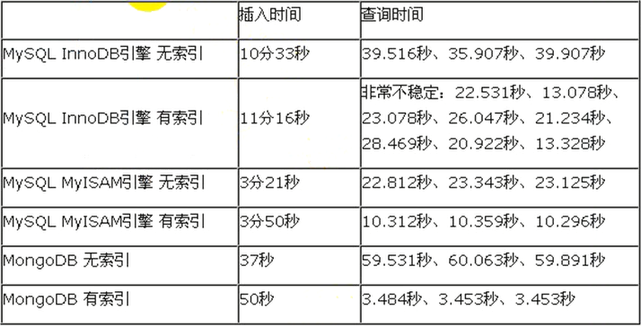 插入时间 查询时间
MySQL InnoDB引擎 无索引 10分33秒 39.516秒、35.907秒、39.907秒
MySQL InnoDB引擎 有索引 11分16秒 非常不稳定：22.531秒、13.078秒、
23.078秒、26.047秒、21.234秒、
28.469秒、20.922秒、13.328秒
MySQL MyISAM引擎 无索引 3分21秒 22.812秒、23.343秒、23.125秒
MySQL MyISAM引擎 有索引 3分50秒 10.312秒、10.359秒、10.296秒
MongoDB 无索引 37秒 59.531秒、60.063秒、59.891秒
MongoDB 有索引 50秒 3.484秒、3.453秒、3.453秒